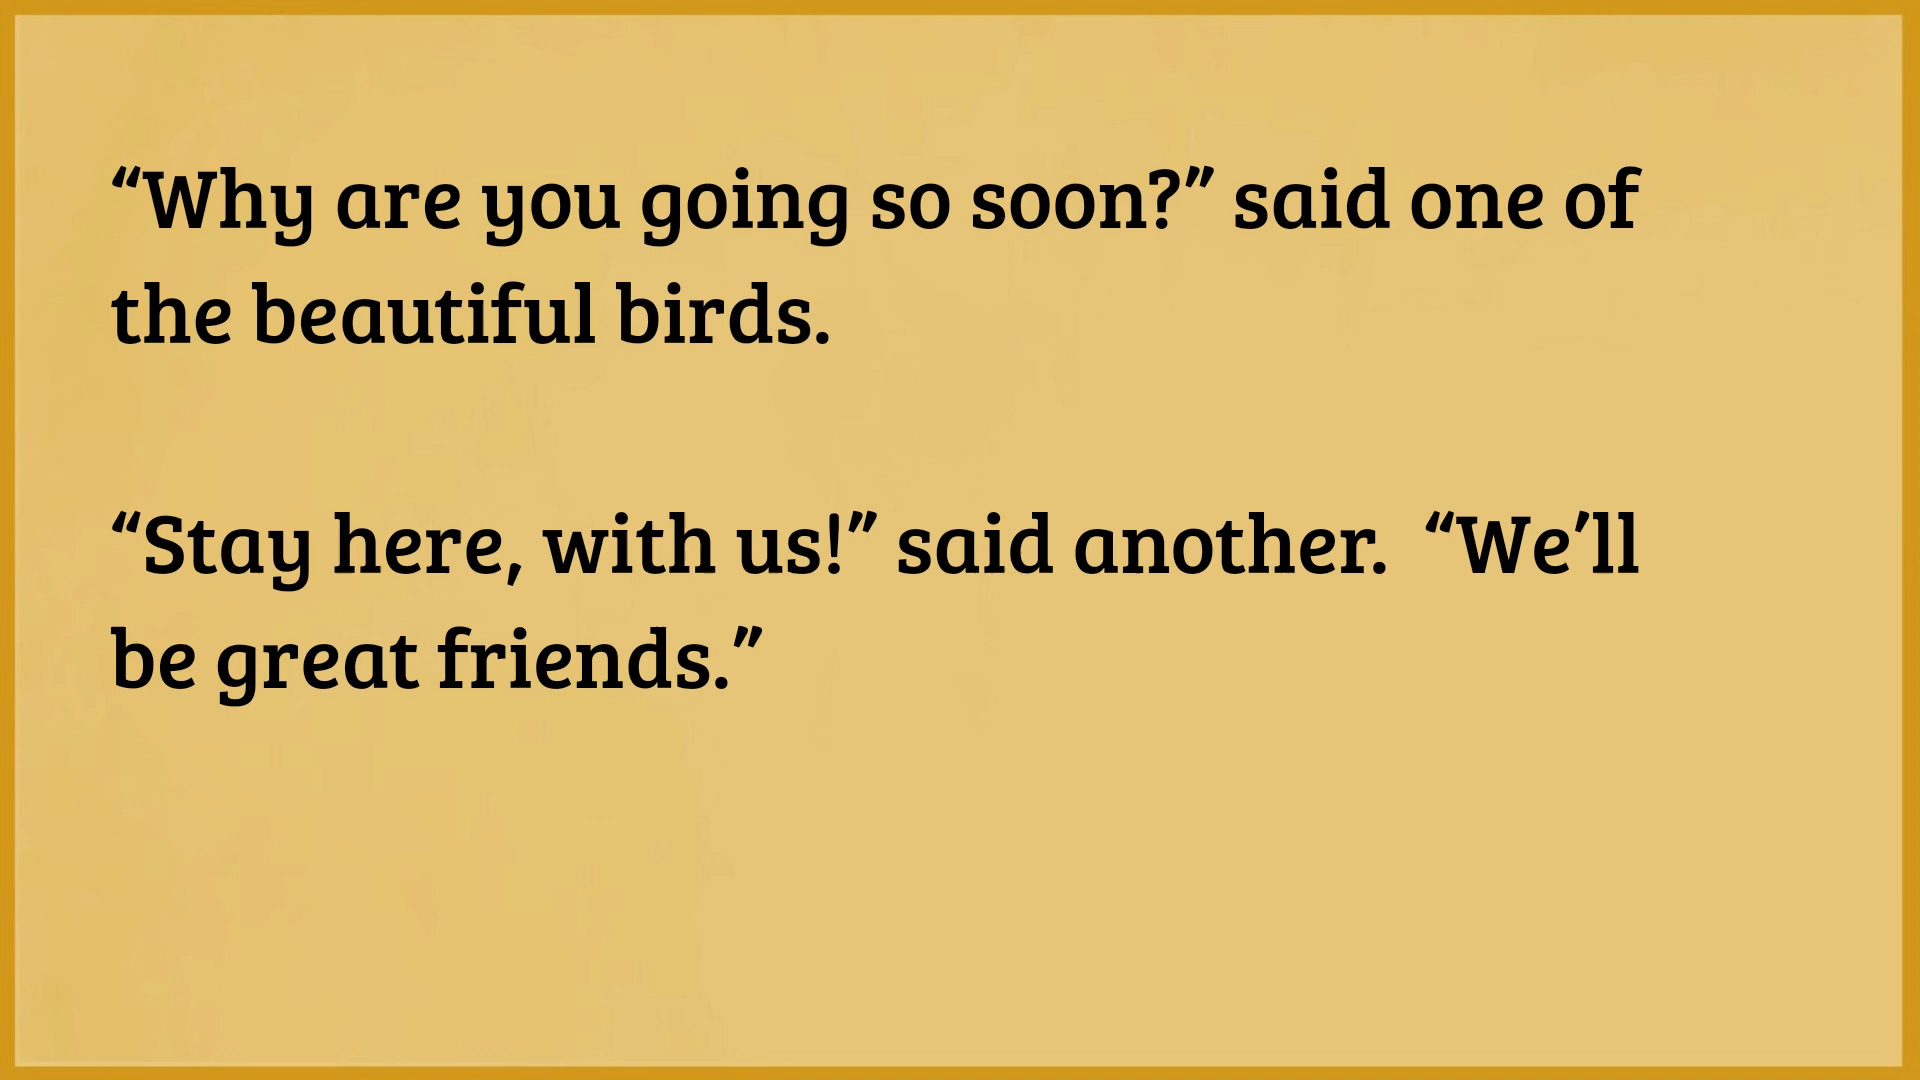 “Why are you going so soon?” said one of
the beautiful birds.
“Stay here, with us!” said another.  “We’ll
be great friends.”